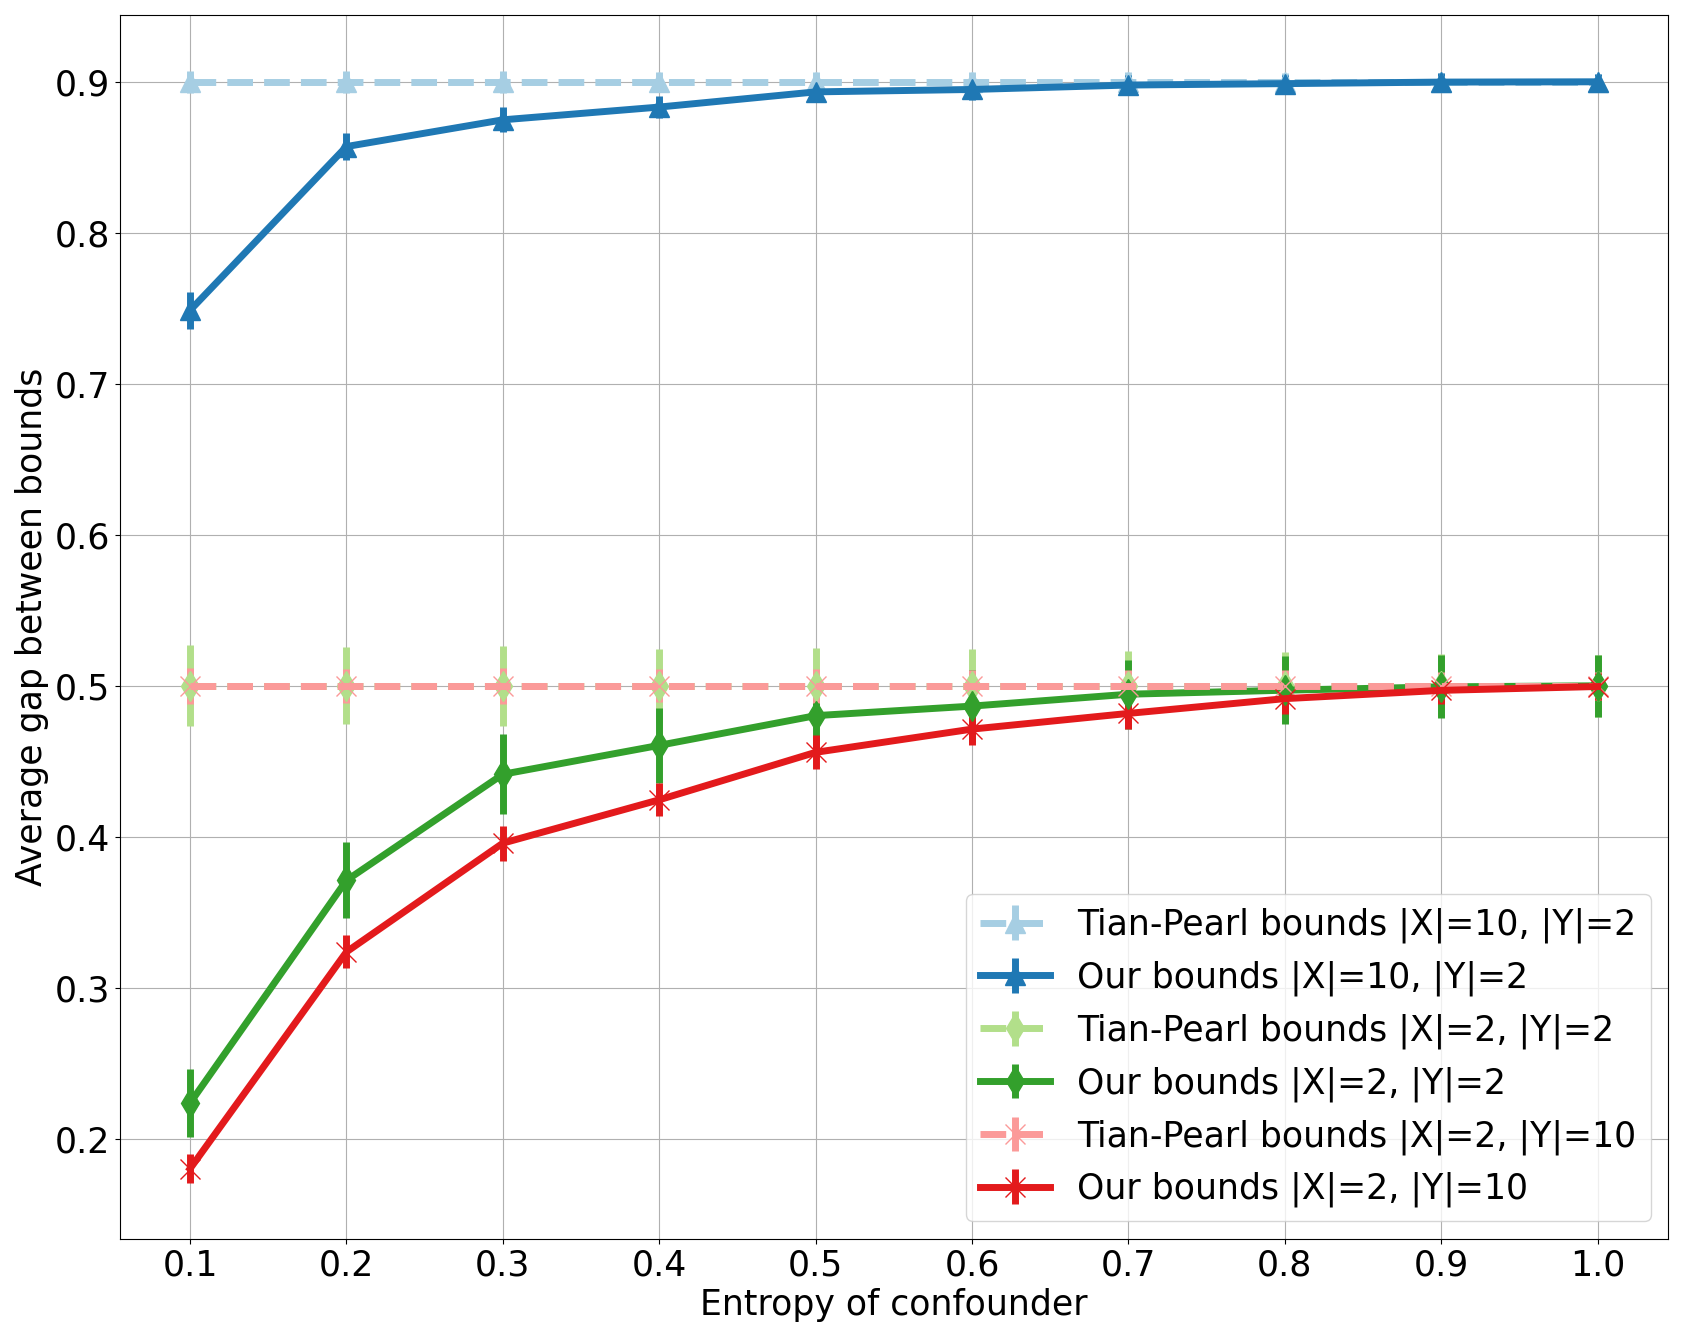 Average gap between bounds
0.9
0.8
0.7
0.6
0.5
0.4
0.3
0.2
Tian-Pearl bounds |X|=10, |Y|=2
Our bounds |X|=10, |Y|=2
Tian-Pearl bounds |X|=2, |Y|=2
Our bounds |X|=2, |Y|=2
Tian-Pearl bounds |X|=2, |Y|=10
Our bounds |X|=2, |Y|=10
0.1 0.2 0.3 0.4 0.5 0.6 0.7 0.8 0.9 1.0
Entropy of confounder